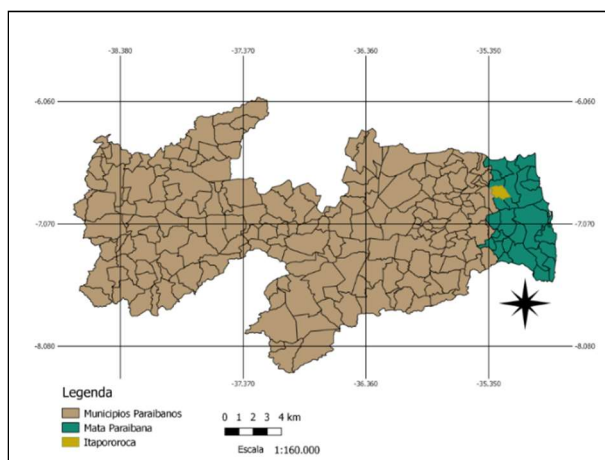 -38.380 -37.370 -36.360 -35.350
-6.060 -6.060
-7.070 -7.070
-8.080 -8.080
-37.370 -36.360 -35.350
Legenda
Municipios Paraibanos
Mata Paraibana
Itapororoca
0 1 2 3 4 km
Escala 1:160.000